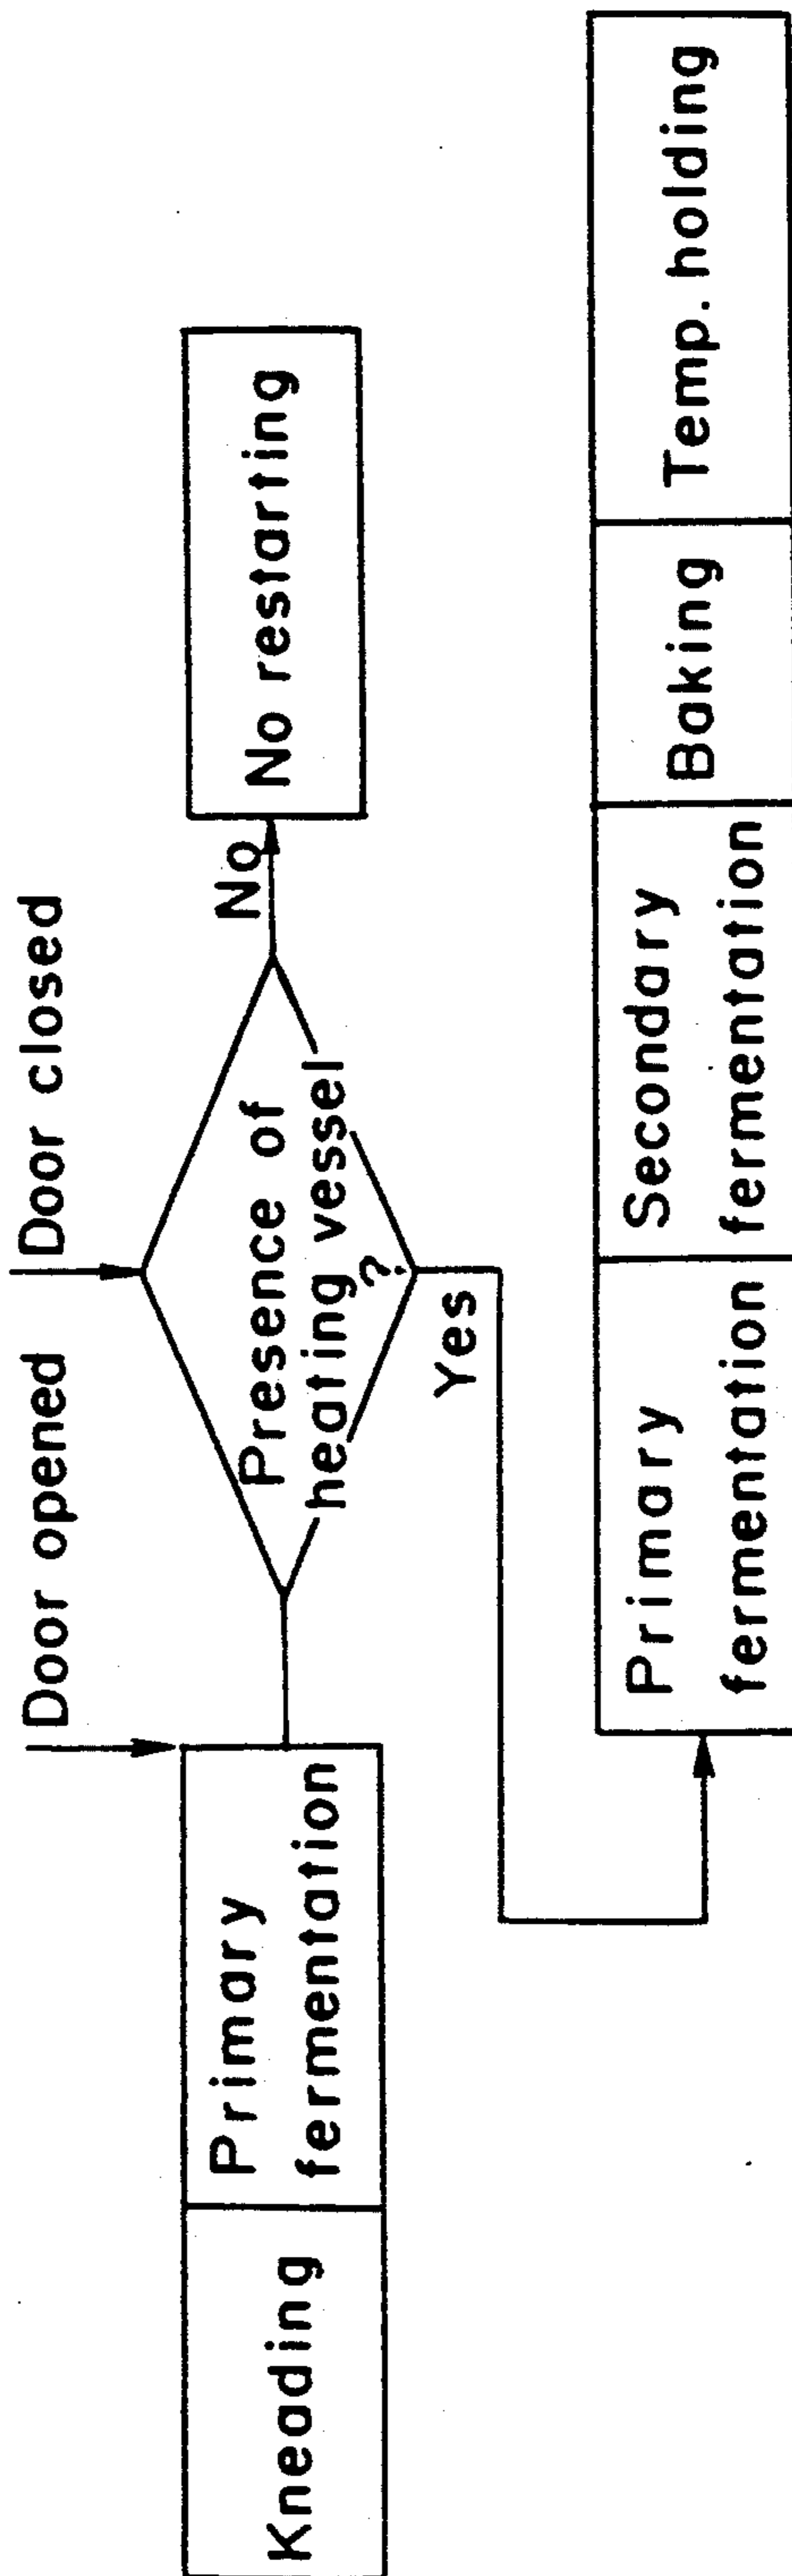 Door opened
Door closed
Kneading
Primary
fermentation
Presence of
heating vessel
?
No
No restarting
Yes
Primary
fermentation
Secondary
fermentation
Baking
Temp. holding